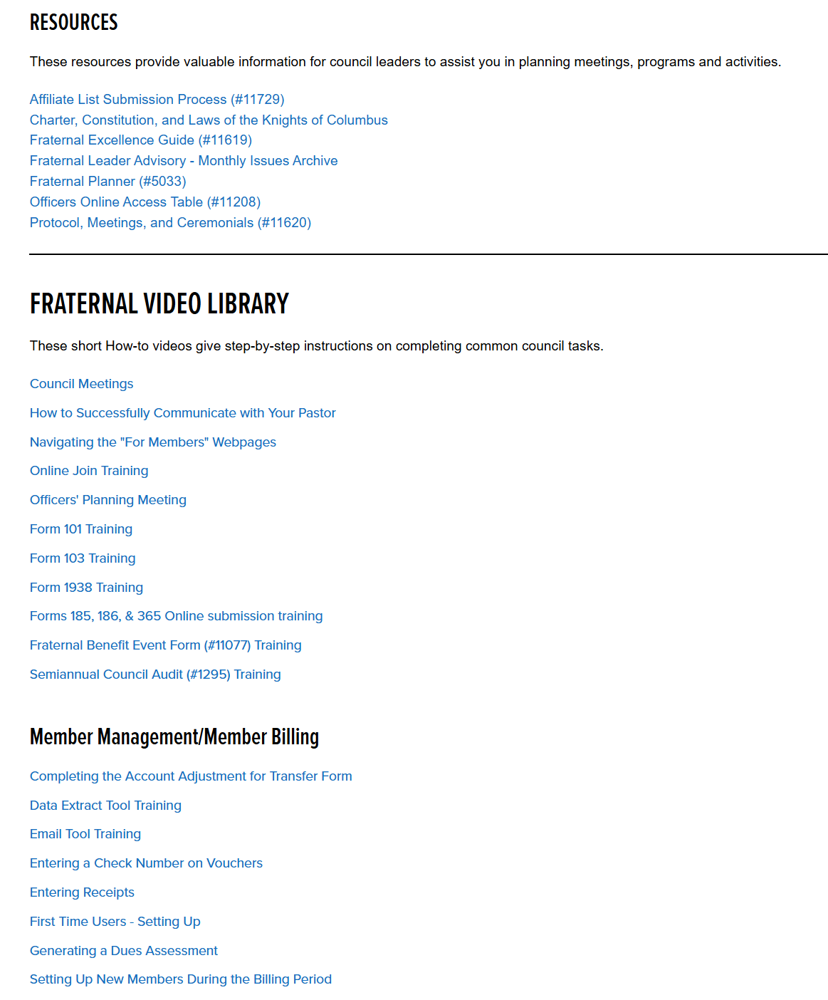 RESOURCES
These resources provide valuable information for council leaders to assist you in planning meetings, programs and activities.
Affiliate List Submission Process (#11729)
Charter, Constitution, and Laws of the Knights of Columbus
Fraternal Excellence Guide (#11619)
Fraternal Leader Advisory - Monthly Issues Archive
Fraternal Planner (#5033)
Officers Online Access Table (#11208)
Protocol, Meetings, and Ceremonials (#11620)
FRATERNAL VIDEO LIBRARY
These short How-to videos give step-by-step instructions on completing common council tasks.
Council Meetings
How to Successfully Communicate with Your Pastor
Navigating the "For Members" Webpages
Online Join Training
Officers' Planning Meeting
Form 101 Training
Form 103 Training
Form 1938 Training
Forms 185, 186, & 365 Online submission training
Fraternal Benefit Event Form (#11077) Training
Semiannual Council Audit (#1295) Training
Member Management/Member Billing
Completing the Account Adjustment for Transfer Form
Data Extract Tool Training
Email Tool Training
Entering a Check Number on Vouchers
Entering Receipts
First Time Users - Setting Up
Generating a Dues Assessment
Setting Up New Members During the Billing Period